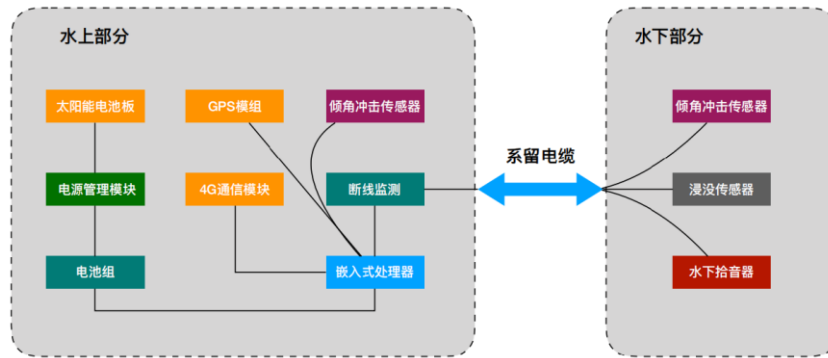 水上部分
水下部分
太阳能电池板
GPS模组
倾角冲击传感器
倾角冲击传感器
系留电缆
电源管理模块
4G通信模块
断线监测
浸没传感器
电池组
嵌入式处理器
水下拾音器